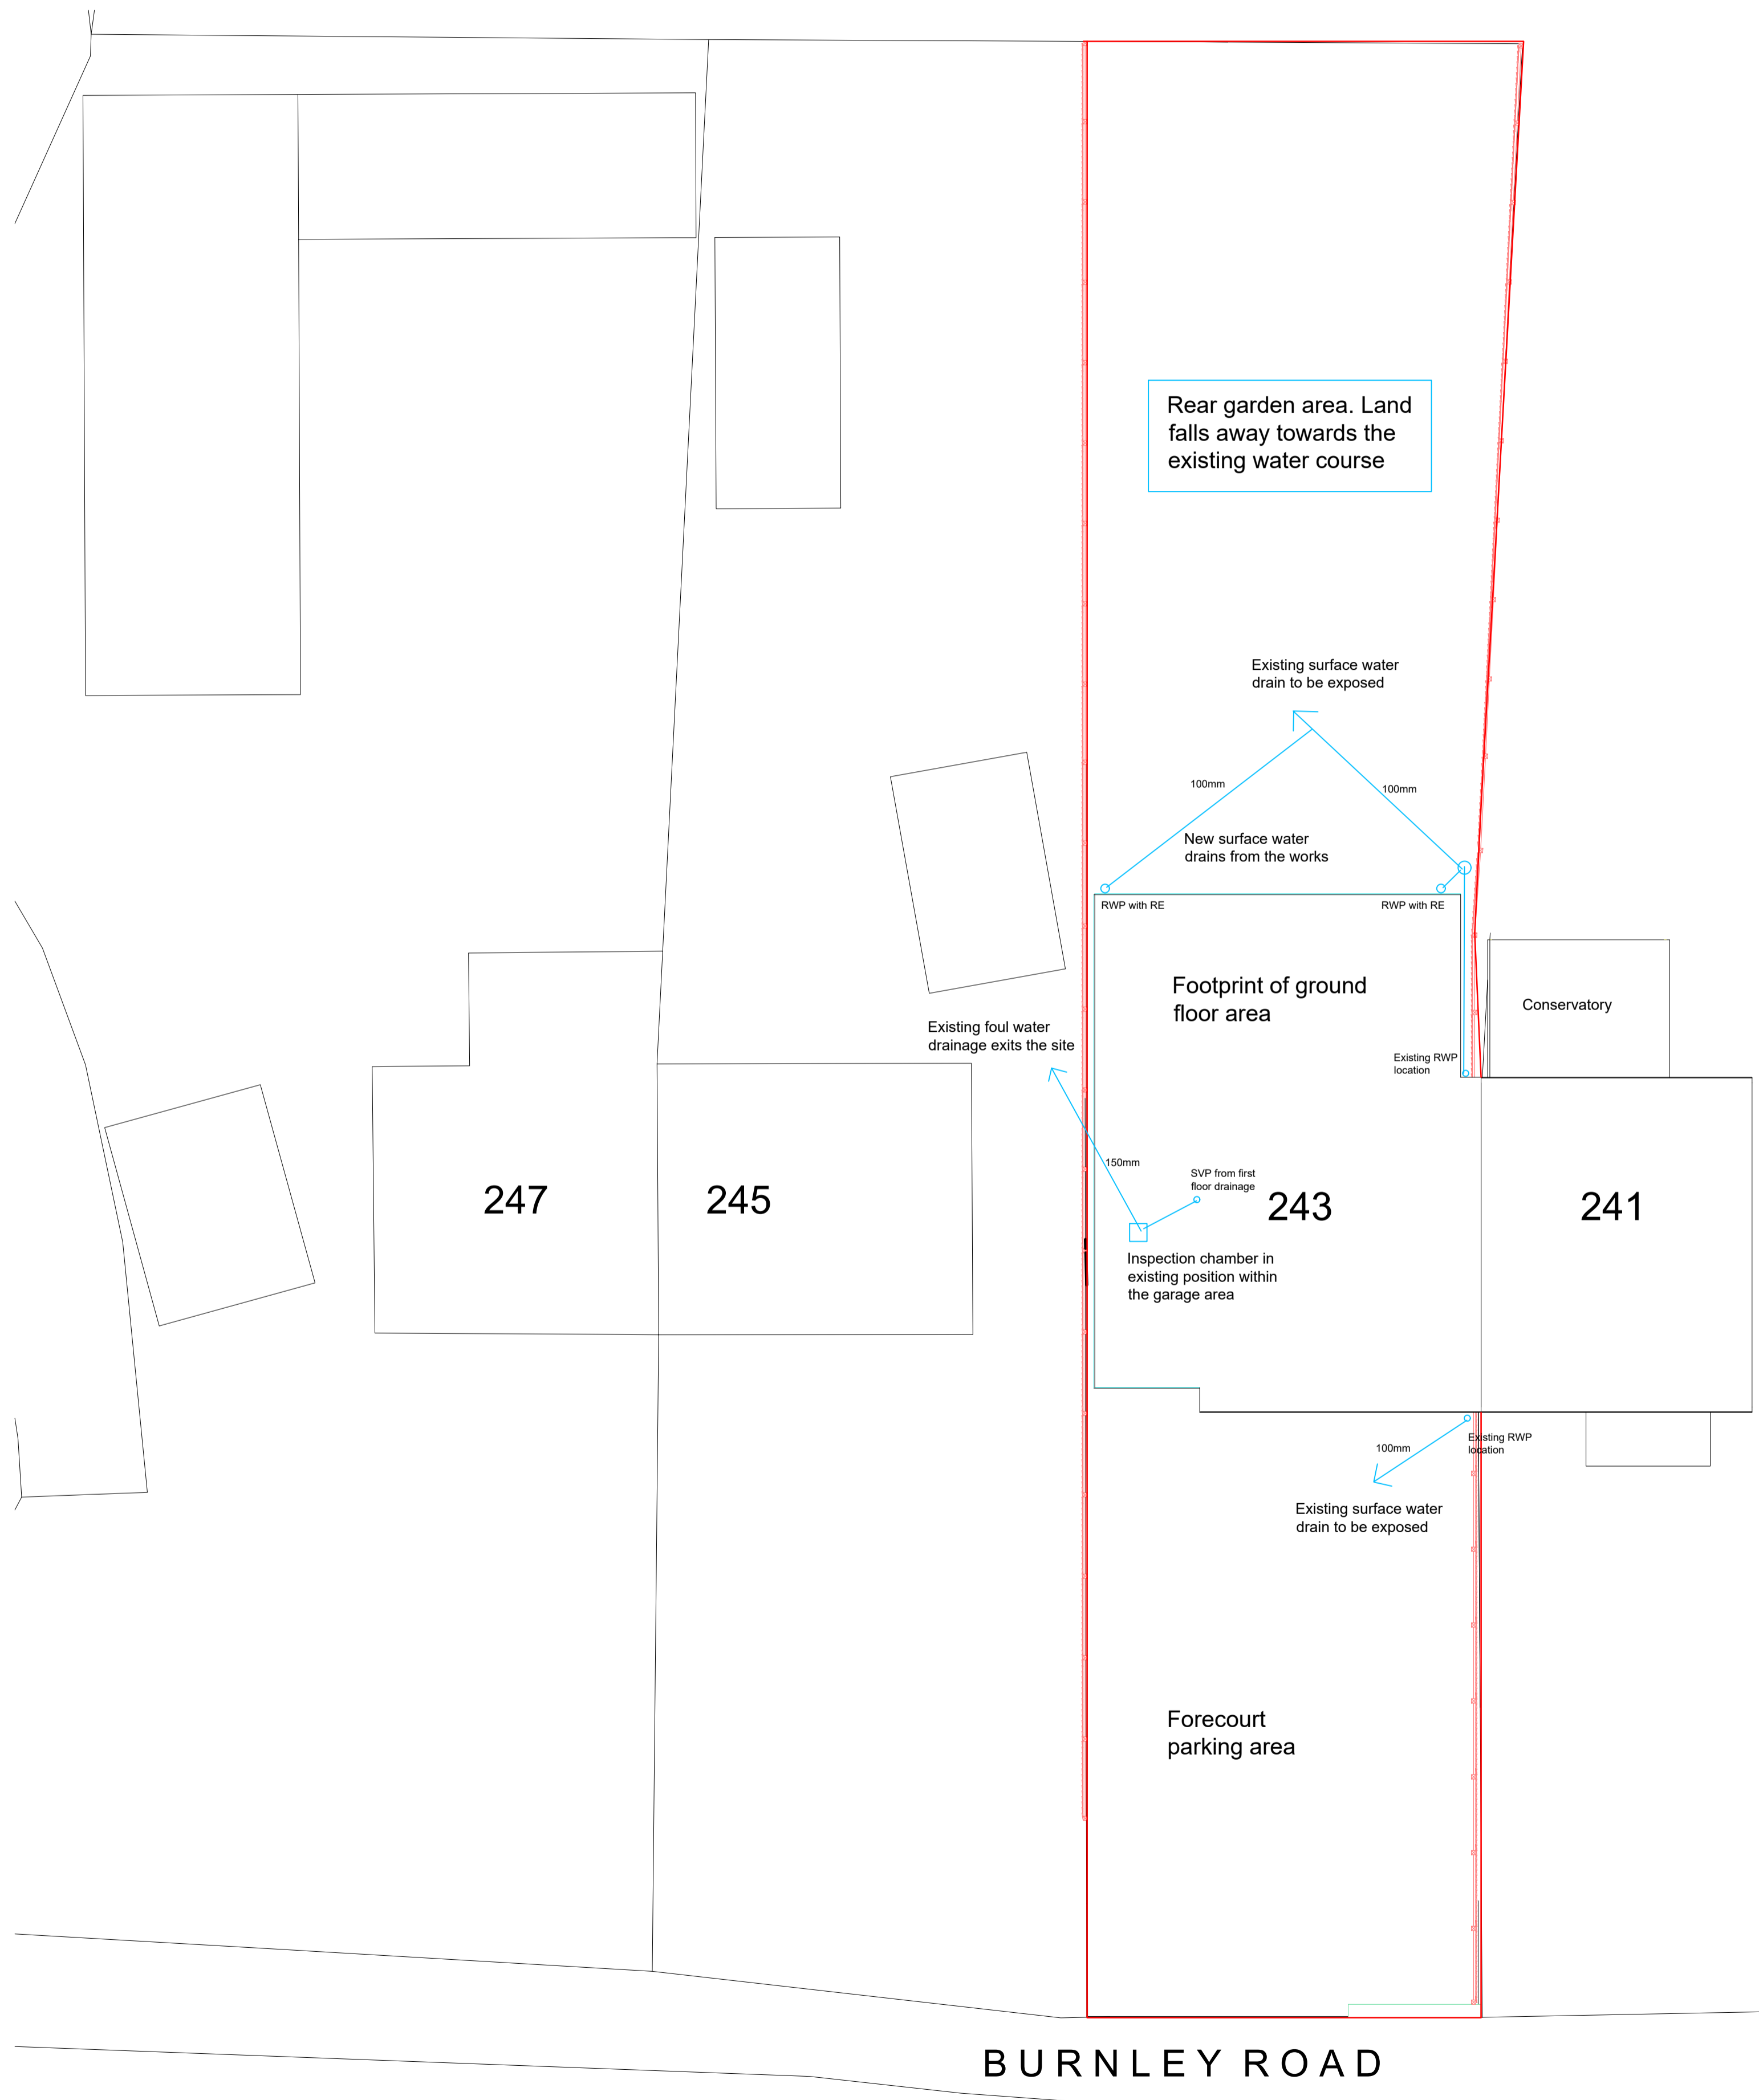 Rear garden area. Land
falls away towards the
existing water course
Existing surface water
drain to be exposed
100mm
100mm
New surface water
drains from the works
RWP with RE
RWP with RE
Footprint of ground
floor area
Conservatory
Existing foul water
drainage exits the site
Existing RWP
location
150mm
SVP from first
floor drainage
247
245
243
241
Inspection chamber in
existing position within
the garage area
Existing RWP
location
100mm
Existing surface water
drain to be exposed
Forecourt
parking area
BURNLEY ROAD